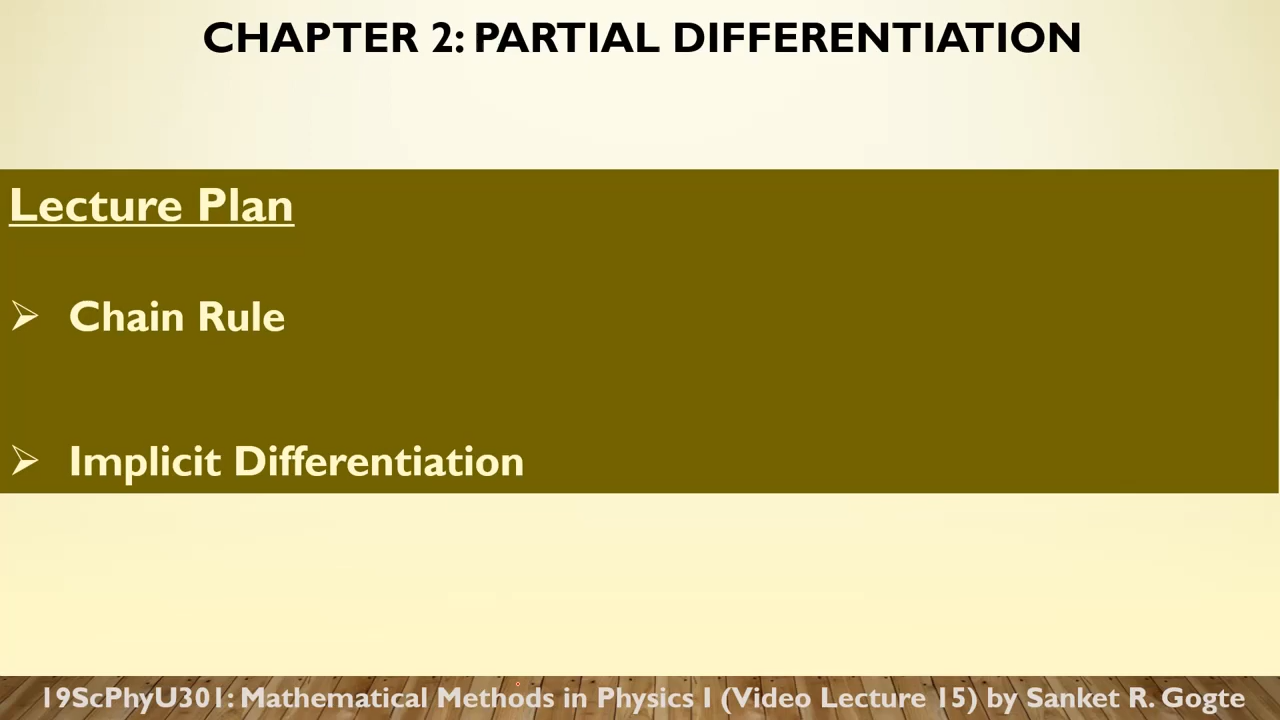 CHAPTER 2: PARTIAL DIFFERENTIATION
Lecture Plan
➢ Chain Rule
➢ Implicit Differentiation
19ScPhyU301: Mathematical Methods in Physics I (Video Lecture 15) by Sanket R. Gogte